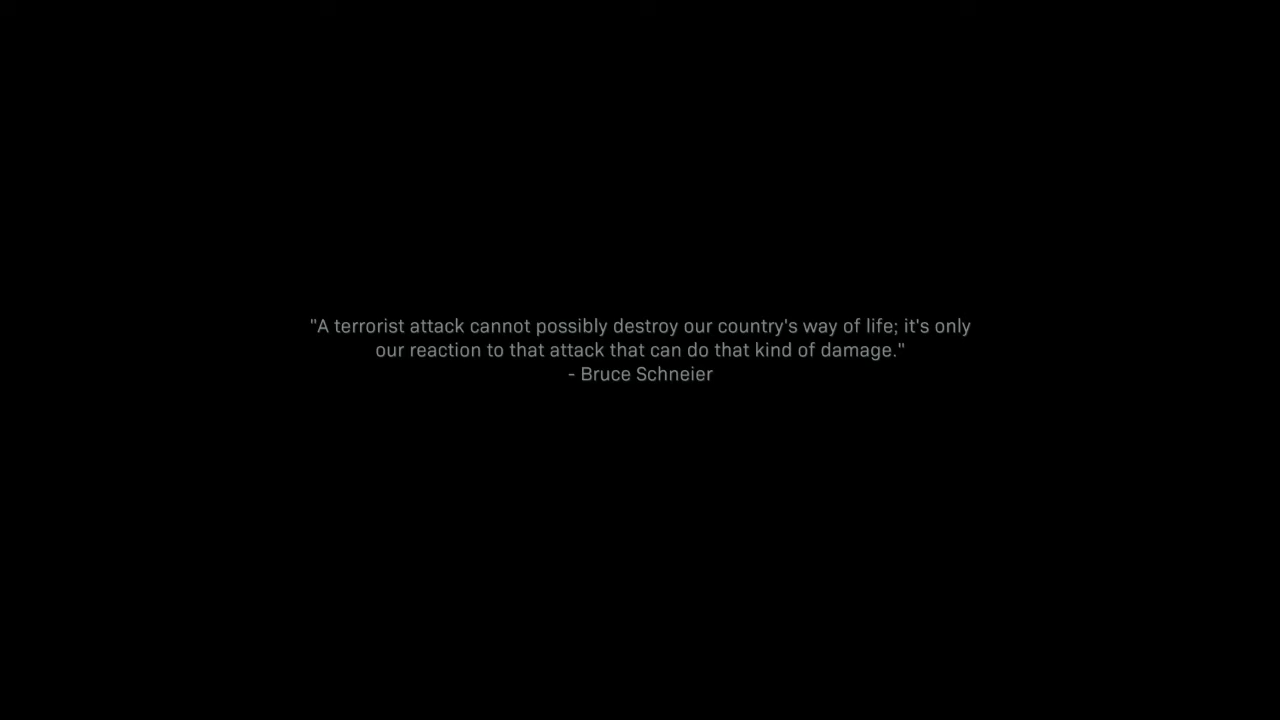 "A terrorist attack cannot possibly destroy our country's way of life; it's only
our reaction to that attack that can do that kind of damage."
- Bruce Schneier